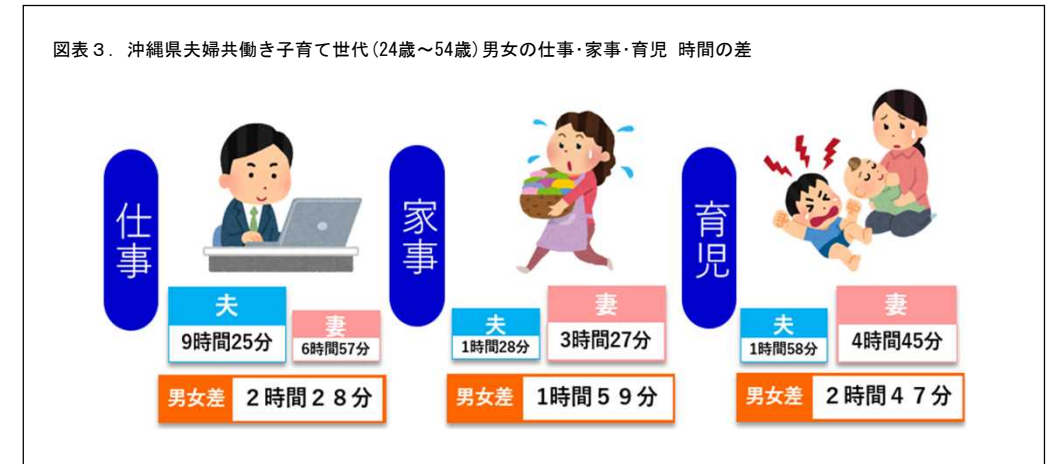 図表３．沖縄県夫婦共働き子育て世代(24歳～54歳)男女の仕事・家事・育児 時間の差
仕事
夫
9時間25分
妻
6時間57分
男女差 ２時間２８分
家事
夫
1時間28分
妻
3時間27分
男女差 1時間５９分
育児
夫
1時間58分
妻
4時間45分
男女差 ２時間４７分